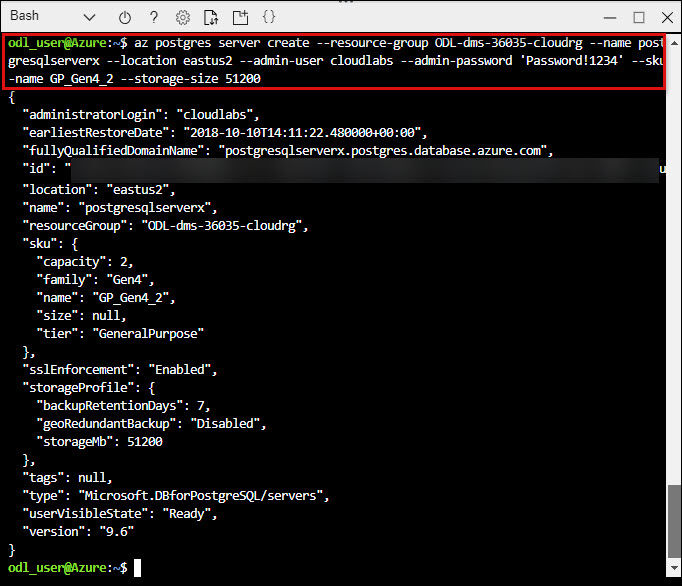 Bash
odl_user@Azure:~$ az postgres server create --resource-group ODL-dms-36035-cloudrg --name post
gresqlserverx --location eastus2 --admin-user cloudlabs --admin-password 'Password!1234' --sku
-name GP_Gen4_2 --storage-size 51200
{
"administratorLogin": "cloudlabs",
"earliestRestoreDate": "2018-10-10T14:11:22.480000+00:00",
"fullyQualifiedDomainName": "postgresqlserverx.postgres.database.azure.com",
"id": "
"location": "eastus2",
"name": "postgresqlserverx",
"resourceGroup": "ODL-dms-36035-cloudrg",
"sku": {
"capacity": 2,
"family": "Gen4",
"name": "GP_Gen4_2",
"size": null,
"tier": "GeneralPurpose"
},
"sslEnforcement": "Enabled",
"storageProfile": {
"backupRetentionDays": 7,
"geoRedundantBackup": "Disabled",
"storageMb": 51200
},
"tags": null,
"type": "Microsoft.DBforPostgreSQL/servers",
"userVisibleState": "Ready",
"version": "9.6"
}
odl_user@Azure:~$